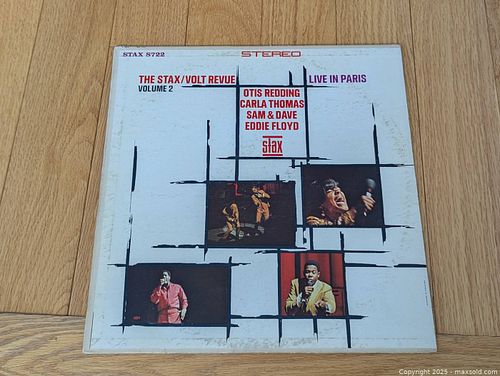 STAX S722
STEREO
THE STAX/VOLT REVUE
LIVE IN PARIS
VOLUME 2
OTIS REDDING
CARLA THOMAS
SAM & DAVE
EDDIE FLOYD
stax
Copyright 2025 - maxsold.com